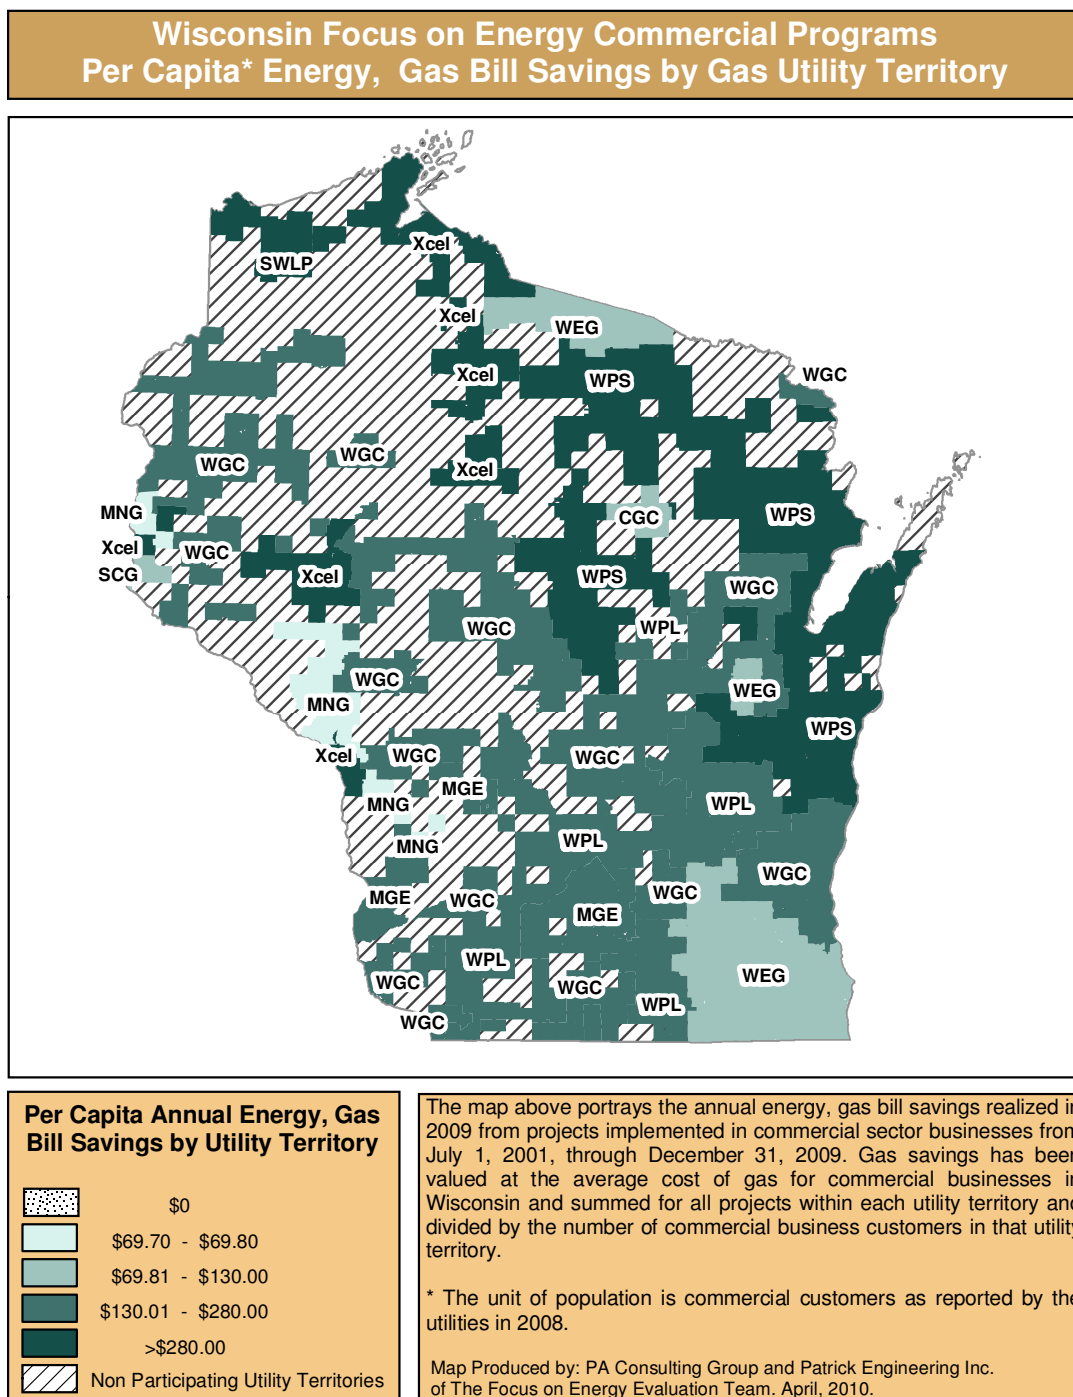 Wisconsin Focus on Energy Commercial Programs
Per Capita* Energy, Gas Bill Savings by Gas Utility Territory
Xcel
SWLP
Xcel
WEG
Xcel
WPS
WGC
WGC
WGC
Xcel
MNG
CGC
WPS
Xcel
WGC
SCG
Xcel
WPS
WGC
WGC
WPL
WGC
WEG
MNG
WPS
Xcel
WGC
WGC
MGE
MNG
WPL
MNG
WPL
WGC
WGC
MGE
WGC
MGE
WPL
WEG
WGC
WGC
WPL
WGC
Per Capita Annual Energy, Gas
Bill Savings by Utility Territory
$0
$69.70 - $69.80
$69.81 - $130.00
$130.01 - $280.00
>$280.00
Non Participating Utility Territories
The map above portrays the annual energy, gas bill savings realized in
2009 from projects implemented in commercial sector businesses from
July 1, 2001, through December 31, 2009. Gas savings has been
valued at the average cost of gas for commercial businesses in
Wisconsin and summed for all projects within each utility territory and
divided by the number of commercial business customers in that utility
territory.
* The unit of population is commercial customers as reported by the
utilities in 2008.
Map Produced by: PA Consulting Group and Patrick Engineering Inc.
of The Focus on Energy Evaluation Team. April, 2010.